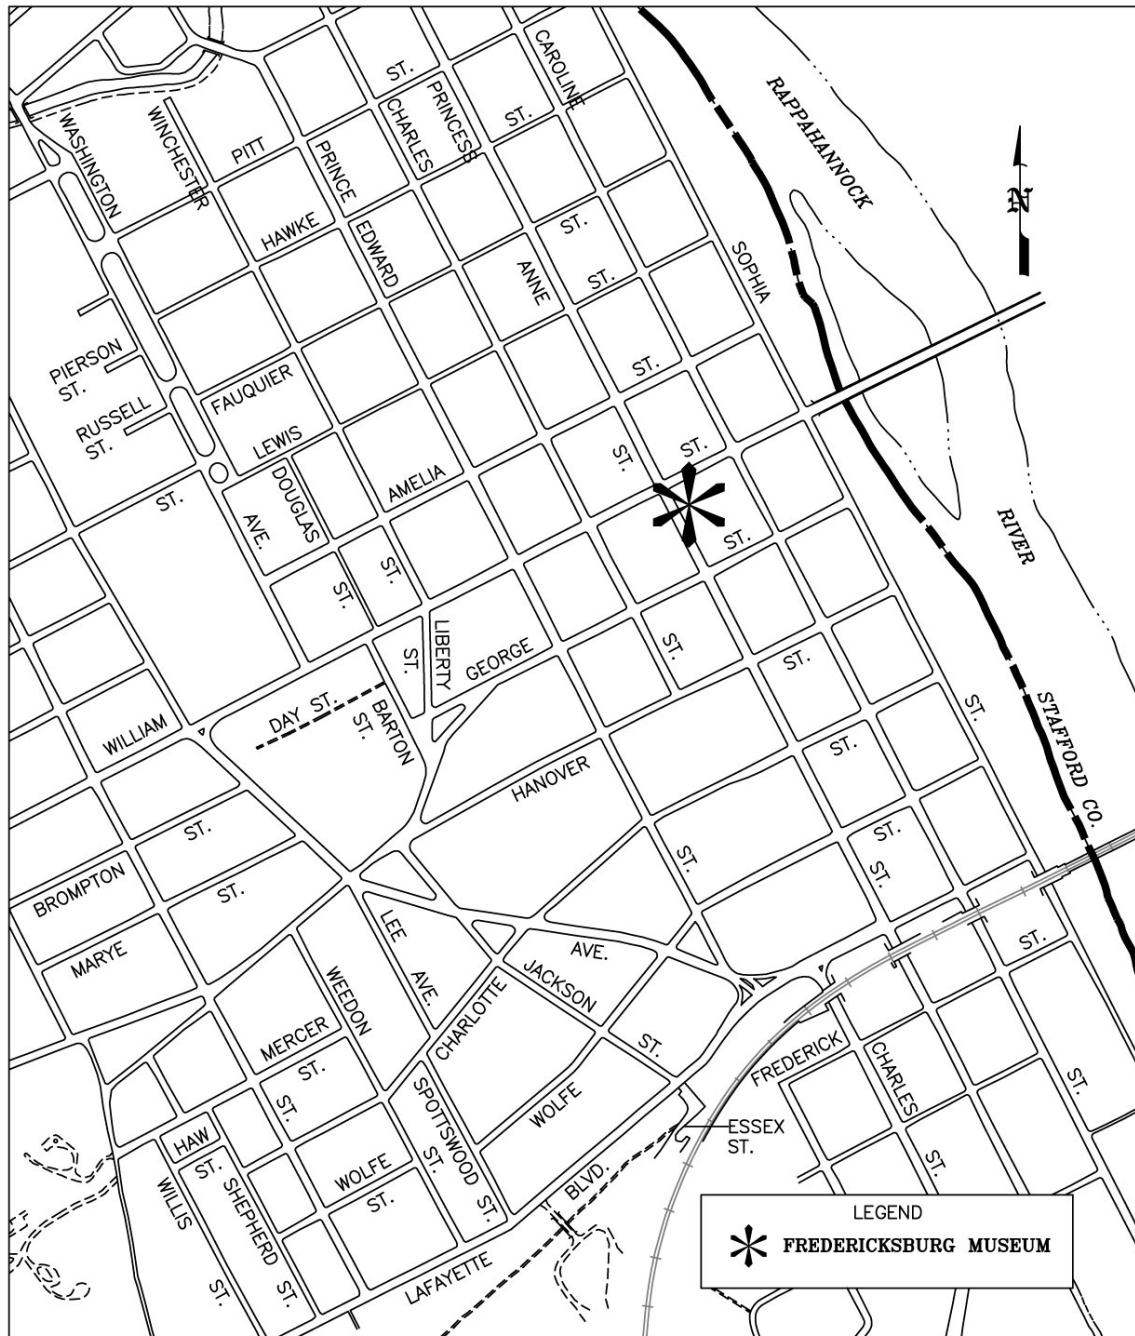 ST.
CAROLINE
PRINCESS
CHARLES
ST.
RAPPAHANNOCK
WASHINGTON
WINCHESTER
PITT
PRINCE
N
HAWKE
EDWARD
ST.
ANNE
ST.
SOPHIA
PIERSON
ST.
FAUQUIER
ST.
RUSSELL
ST.
LEWIS
ST.
ST.
AMELIA
DOUGLAS
ST.
AVE.
ST.
RIVER
ST.
ST.
LIBERTY
ST.
GEORGE
ST.
ST.
DAY ST.
BARTON
ST.
ST.
STAFFORD CO.
WILLIAM
ST.
HANOVER
ST.
ST.
ST.
ST.
BROMPTON
ST.
LEE
AVE.
AVE.
ST.
MARYE
WEEDON
JACKSON
CHARLOTTE
MERCER
ST.
ST.
FREDERICK
CHARLES
ST.
ST.
SPOTTSWOOD
ST.
WOLFE
ESSEX
ST.
HAW
ST.
WOLFE
ST.
ST.
BLVD.
WILLIS
ST.
SHEPHERD
ST.
ST.
LAFAYETTE
LEGEND
FREDERICKSBURG MUSEUM